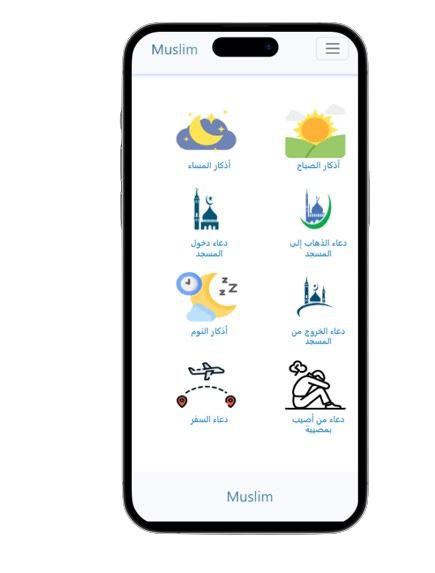 Muslim
أذكار الصباح
أذكار المساء
دعاء الذهاب إلى
المسجد
دعاء دخول
المسجد
دعاء الخروج من
المسجد
z z Z
أذكار النوم
دعاء من أصيب
بمصيبة
دعاء السفر
Muslim